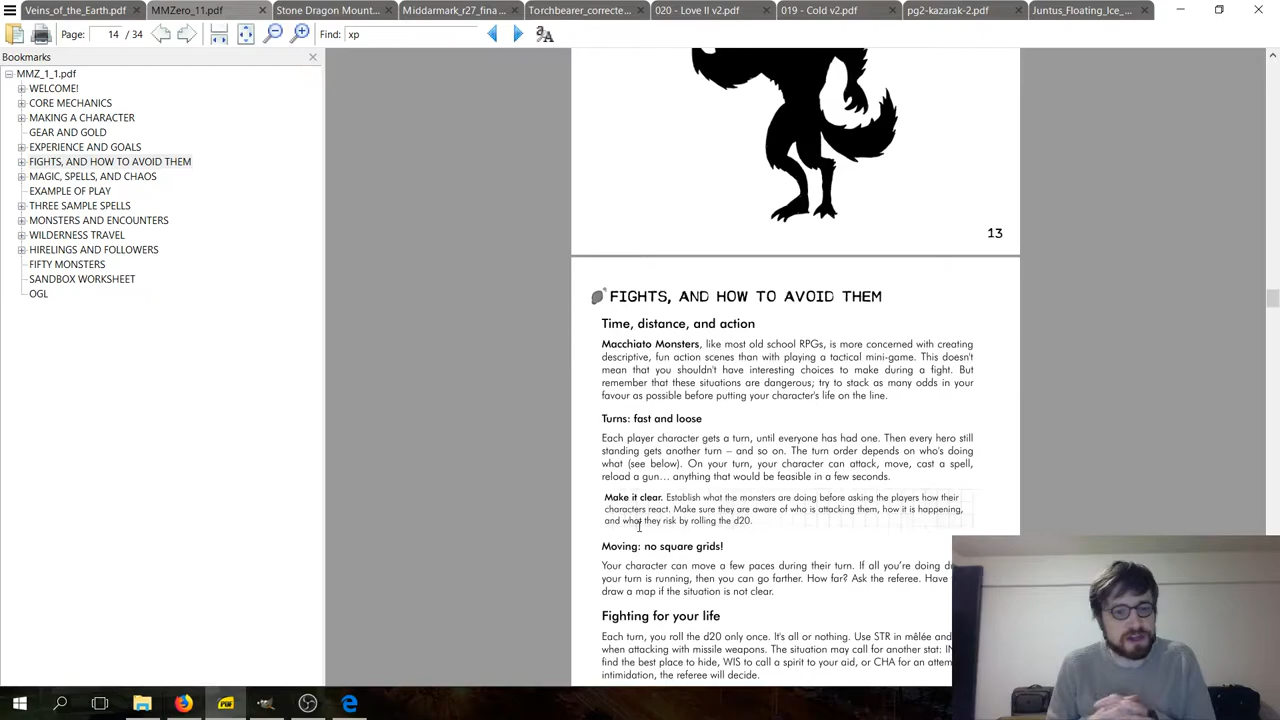 Veins_of_the_Earth.pdf
MMZero_11.pdf
Stone Dragon Mount...
Middarmark_r27_fina...
Torchbearer_correcte...
020 - Love II v2.pdf
019 - Cold v2.pdf
pg2-kazarak-2.pdf
Juntus_Floating_Ice_...
Page: 14 / 34
Find: xp
Bookmarks
MMZ_1_1.pdf
WELCOME!
CORE MECHANICS
MAKING A CHARACTER
GEAR AND GOLD
EXPERIENCE AND GOALS
FIGHTS, AND HOW TO AVOID THEM
MAGIC, SPELLS, AND CHAOS
EXAMPLE OF PLAY
THREE SAMPLE SPELLS
MONSTERS AND ENCOUNTERS
WILDERNESS TRAVEL
HIRELINGS AND FOLLOWERS
FIFTY MONSTERS
SANDBOX WORKSHEET
OGL
13
FIGHTS, AND HOW TO AVOID THEM
Time, distance, and action
Macchiato Monsters, like most old school RPGs, is more concerned with creating
descriptive, fun action scenes than with playing a tactical mini-game. This doesn't
mean that you shouldn't have interesting choices to make during a fight. But
remember that these situations are dangerous; try to stack as many odds in your
favour as possible before putting your character's life on the line.
Turns: fast and loose
Each player character gets a turn, until everyone has had one. Then every hero still
standing gets another turn – and so on. The turn order depends on who's doing
what (see below). On your turn, your character can attack, move, cast a spell,
reload a gun... anything that would be feasible in a few seconds.
Make it clear. Establish what the monsters are doing before asking the players how their
characters react. Make sure they are aware of who is attacking them, how it is happening,
and what they risk by rolling the d20.
Moving: no square grids!
Your character can move a few paces during their turn. If all you're doing
your turn is running, then you can go farther. How far? Ask the referee. Have
draw a map if the situation is not clear.
Fighting for your life
Each turn, you roll the d20 only once. It's all or nothing. Use STR in mêlée and
when attacking with missile weapons. The situation may call for another stat:
find the best place to hide, WIS to call a spirit to your aid, or CHA for an
intimidation, the referee will decide.